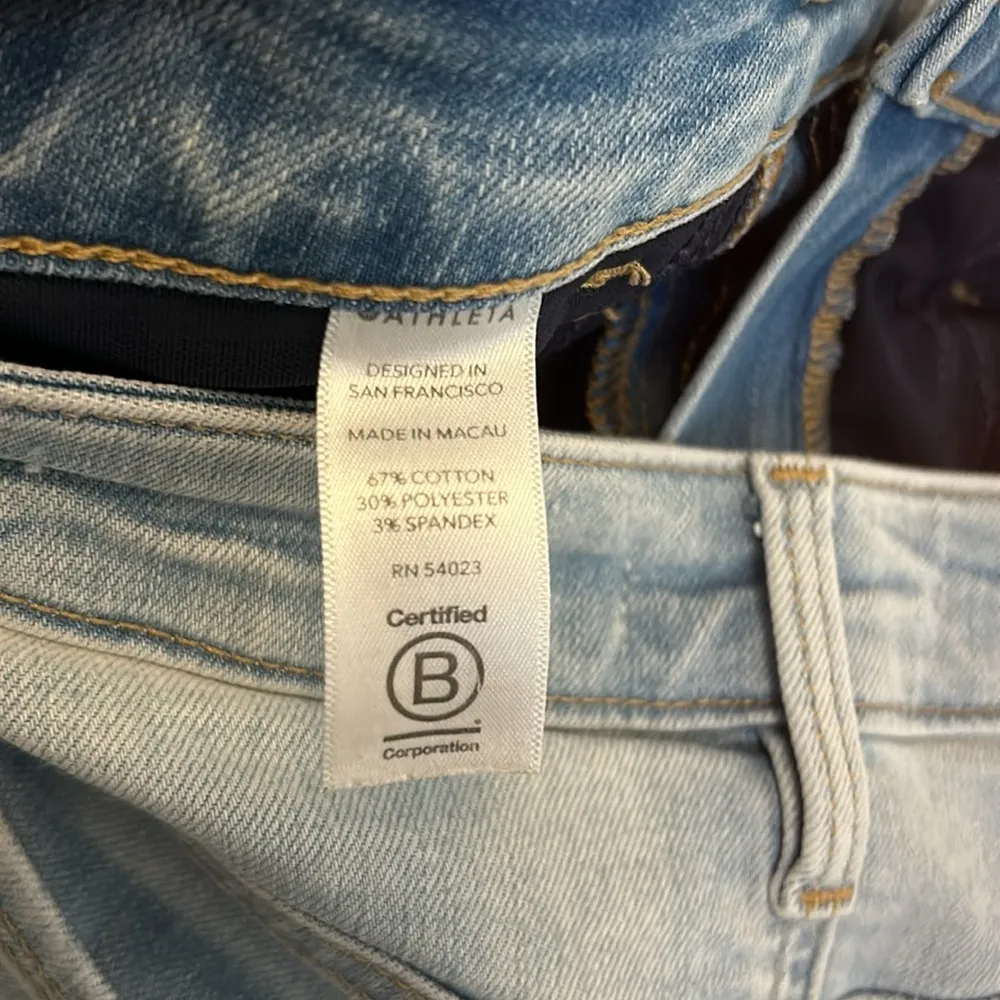 ATHLETA
DESIGNED IN
SAN FRANCISCO
MADE IN MACAU
67% COTTON
30% POLYESTER
3% SPANDEX
RN 54023
Certified
B
Corporation